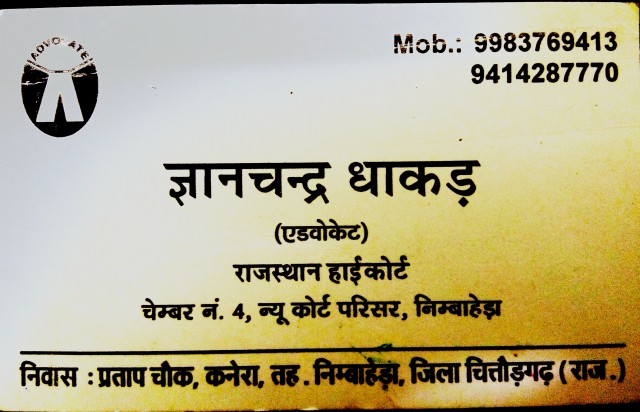 ADVOCATE
Mob.: 9983769413
9414287770
ज्ञानचन्द्र धाकड़
(एडवोकेट)
राजस्थान हाईकोर्ट
चेम्बर नं. 4, न्यू कोर्ट परिसर, निम्बाहेड़ा
निवास : प्रताप चौक, कनेरा, तह. निम्बाहेड़ा, जिला चित्तौड़गढ़ (राज.)